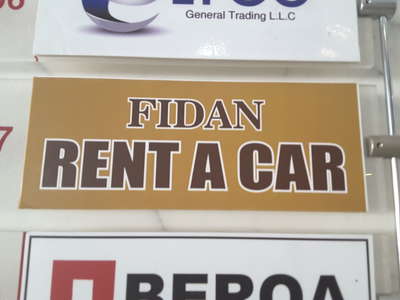 General Trading L.L.C
FIDAN
RENT A CAR